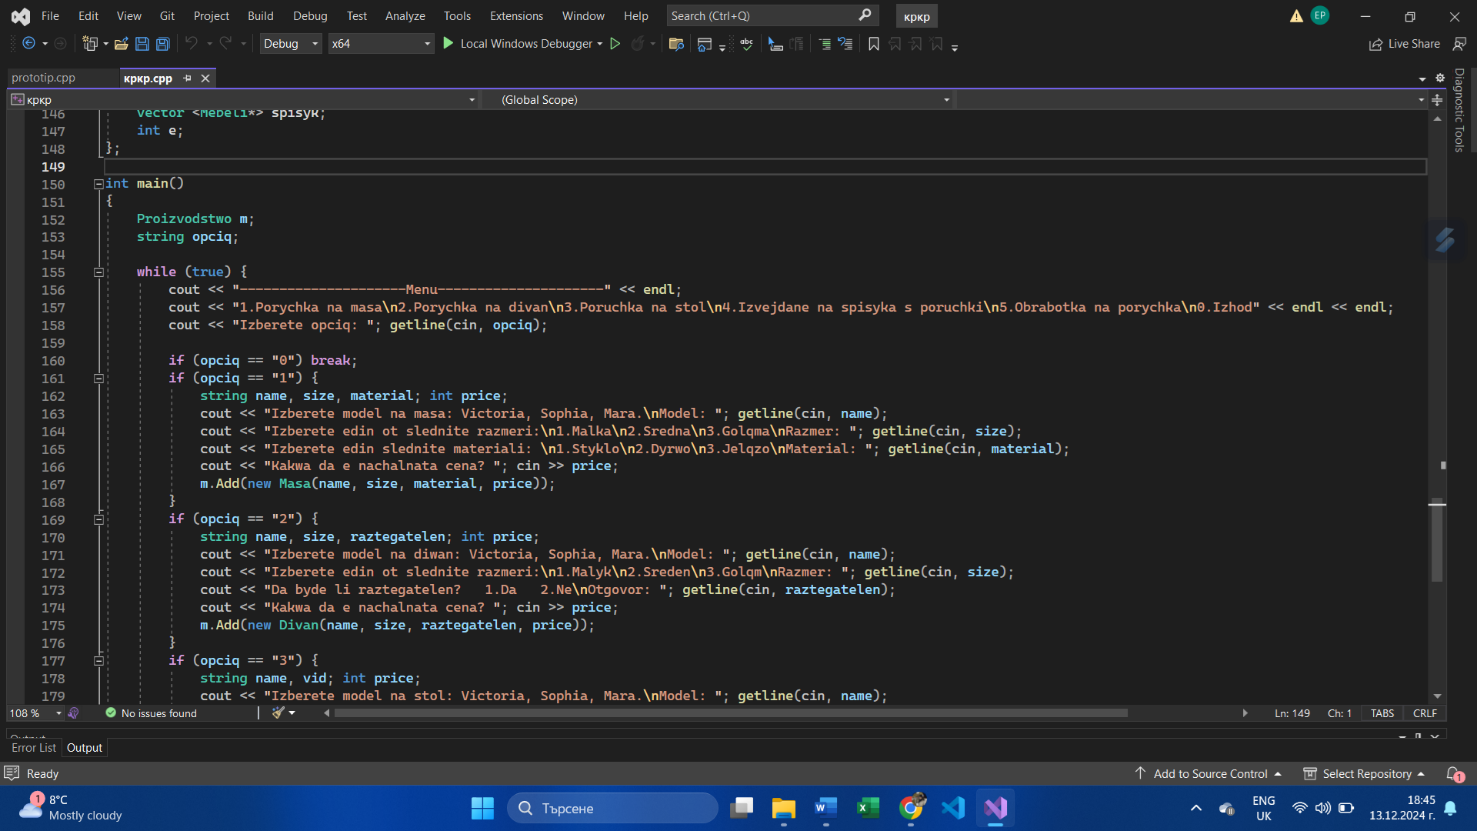 File Edit View Git Project Build Debug Test Analyze Tools Extensions Window Help Search (Ctrl+Q) кркр EP
Debug x64 Local Windows Debugger abc Live Share
prototip.cpp кркр.cpp
кркр (Global Scope)
Diagnostic Tools
146 vector <Mebeli*> spisyk;
147 int e;
148 };
149
150 int main()
151 {
152 Proizvodstwo m;
153 string opciq;
154
155 while (true) {
156 cout << "---------------------Menu---------------------" << endl;
157 cout << "1.Porychka na masa\n2.Porychka na divan\n3.Poruchka na stol\n4.Izvejdane na spisyka s poruchki\n5.Obrabotka na porychka\n0.Izhod" << endl << endl;
158 cout << "Izberete opciq: "; getline(cin, opciq);
159
160 if (opciq == "0") break;
161 if (opciq == "1") {
162 string name, size, material; int price;
163 cout << "Izberete model na masa: Victoria, Sophia, Mara.\nModel: "; getline(cin, name);
164 cout << "Izberete edin ot slednite razmeri:\n1.Malka\n2.Sredna\n3.Golqma\nRazmer: "; getline(cin, size);
165 cout << "Izberete edin slednite materiali: \n1.Styklo\n2.Dyrwo\n3.Jelqzo\nMaterial: "; getline(cin, material);
166 cout << "Kakwa da e nachalnata cena? "; cin >> price;
167 m.Add(new Masa(name, size, material, price));
168 }
169 if (opciq == "2") {
170 string name, size, raztegatelen; int price;
171 cout << "Izberete model na diwan: Victoria, Sophia, Mara.\nModel: "; getline(cin, name);
172 cout << "Izberete edin ot slednite razmeri:\n1.Malyk\n2.Sreden\n3.Golqm\nRazmer: "; getline(cin, size);
173 cout << "Da byde li raztegatelen?   1.Da   2.Ne\nOtgovor: "; getline(cin, raztegatelen);
174 cout << "Kakwa da e nachalnata cena? "; cin >> price;
175 m.Add(new Divan(name, size, raztegatelen, price));
176 }
177 if (opciq == "3") {
178 string name, vid; int price;
179 cout << "Izberete model na stol: Victoria, Sophia, Mara.\nModel: "; getline(cin, name);
108 % No issues found Ln: 149 Ch: 1 TABS CRLF
Output
Error List Output
Ready Add to Source Control Select Repository 1
1 8°C
Mostly cloudy
Търсене
ENG
UK
18:45
13.12.2024 г.